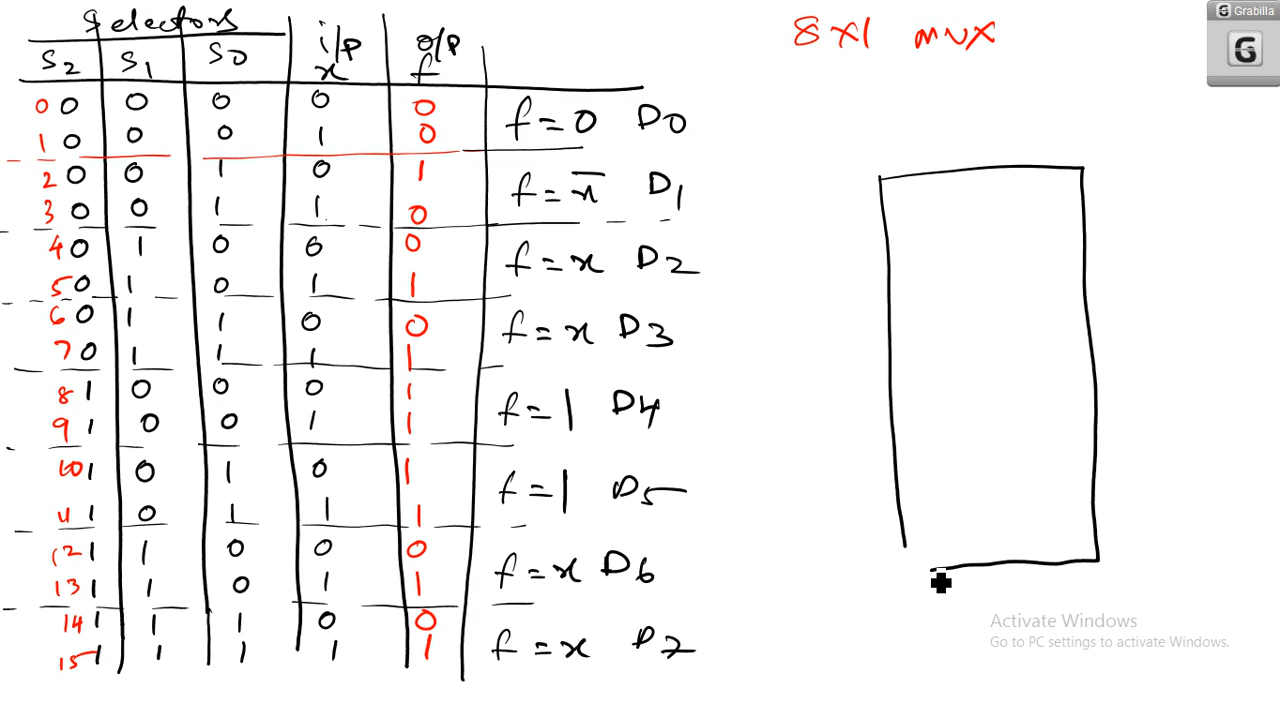 Selectors
S2 S1 S0 i/p x o/p f
8x1 mux
Grabilla
G
0 0 0 0 0 0
1 0 0 0 1 0
f = 0 D0
2 0 0 1 0 1
3 0 0 1 1 0
f = x̅ D1
4 0 1 0 0 0
5 0 1 0 1 1
f = x D2
6 0 1 1 0 0
7 0 1 1 1 1
f = x D3
8 1 0 0 0 1
9 1 0 0 1 1
f = 1 D4
10 1 0 1 0 1
11 1 0 1 1 1
f = 1 D5
12 1 1 0 0 0
13 1 1 0 1 1
f = x D6
14 1 1 1 0 0
15 1 1 1 1 1
f = x D7
Activate Windows
Go to PC settings to activate Windows.